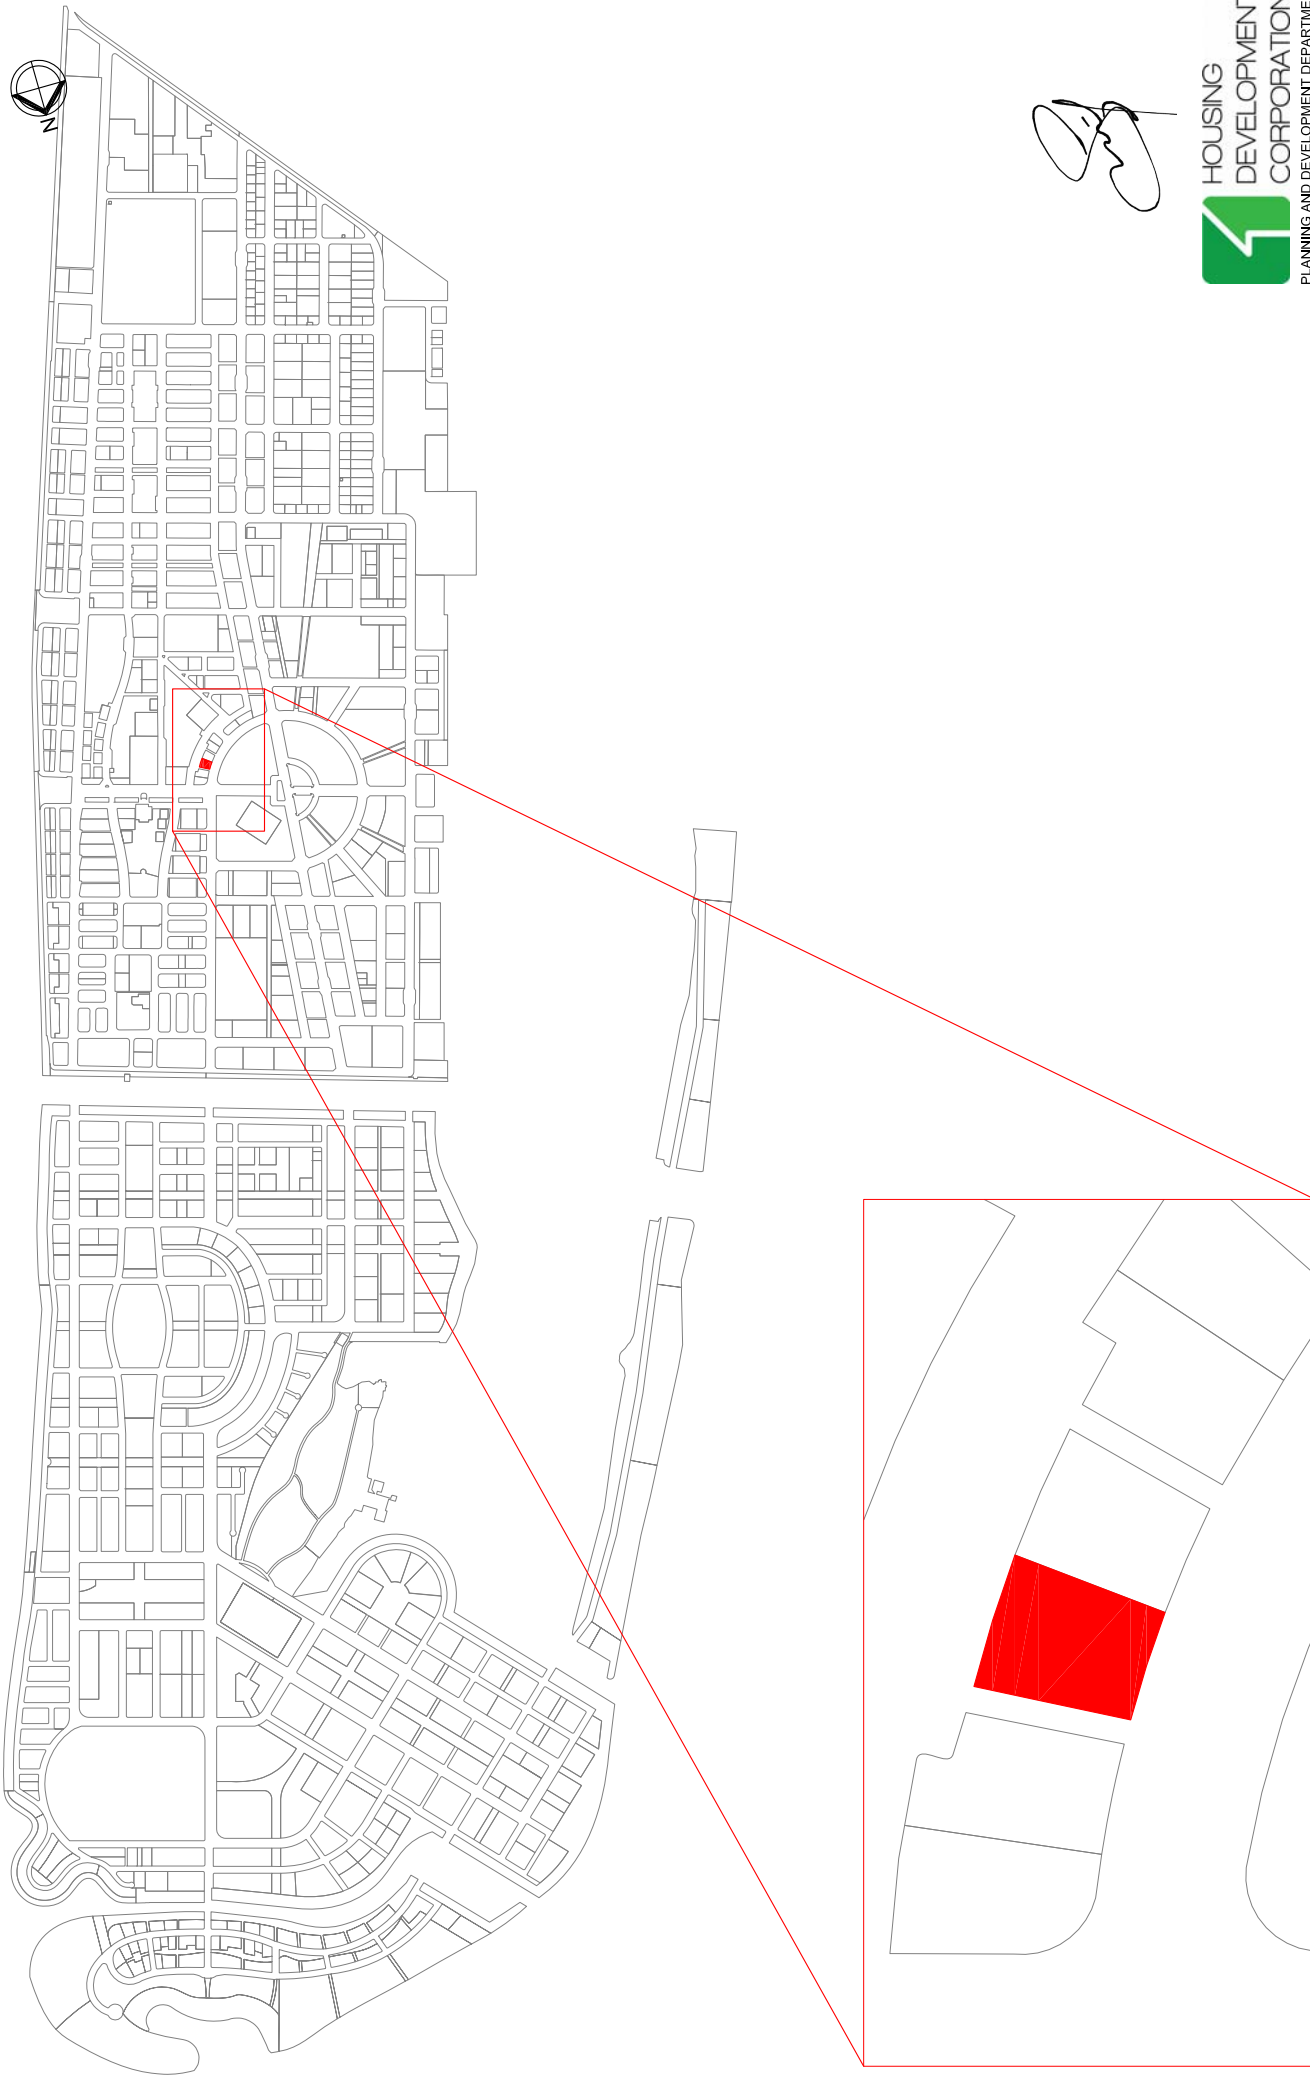 N
HOUSING
DEVELOPMENT
CORPORATION
PLANNING AND DEVELOPMENT DEPARTME